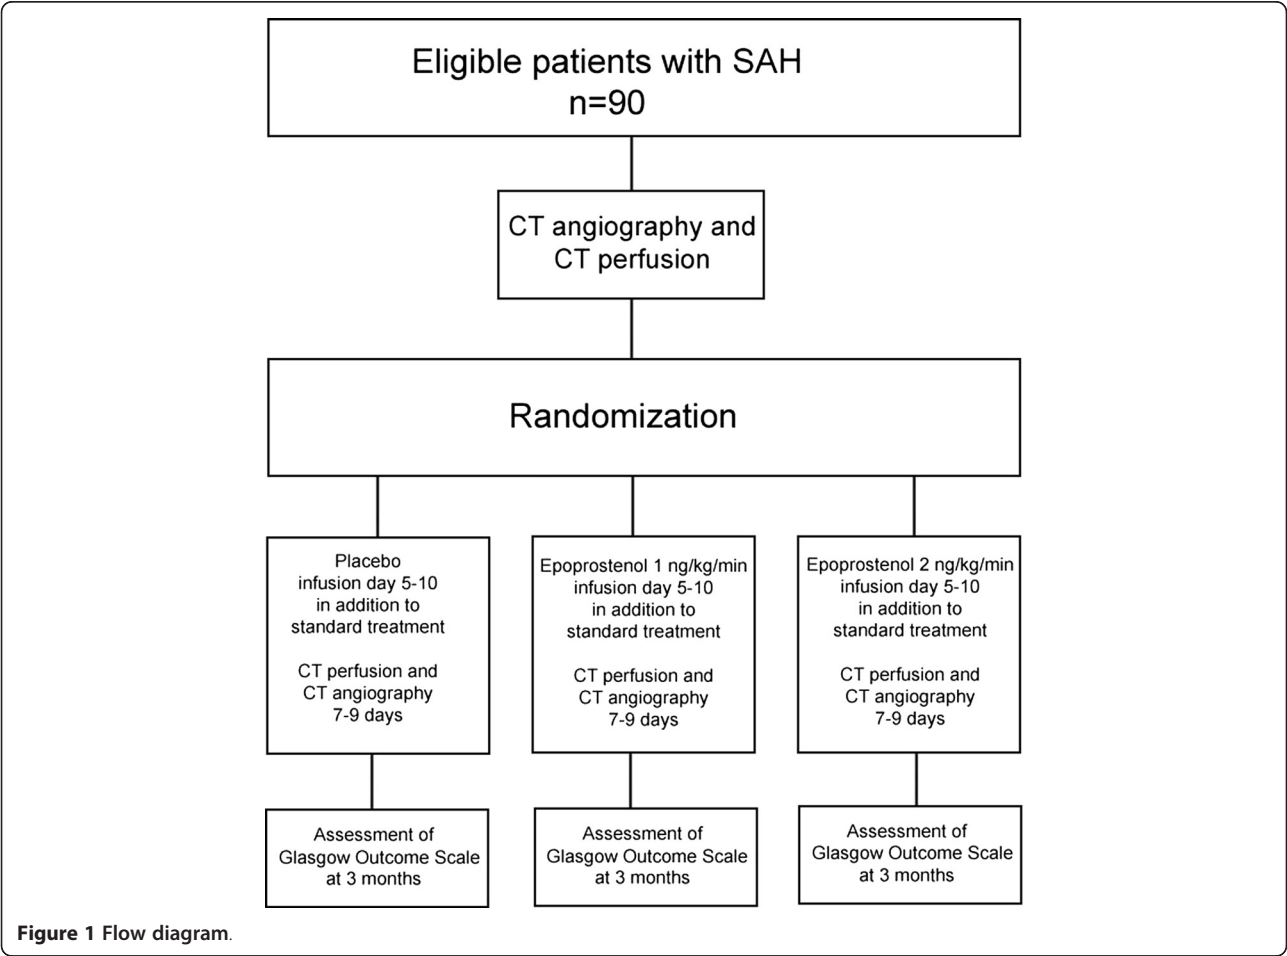 Eligible patients with SAH
n=90
CT angiography and
CT perfusion
Randomization
Placebo
infusion day 5-10
in addition to
standard treatment
CT perfusion and
CT angiography
7-9 days
Epoprostenol 1 ng/kg/min
infusion day 5-10
in addition to
standard treatment
CT perfusion and
CT angiography
7-9 days
Epoprostenol 2 ng/kg/min
infusion day 5-10
in addition to
standard treatment
CT perfusion and
CT angiography
7-9 days
Assessment of
Glasgow Outcome Scale
at 3 months
Assessment of
Glasgow Outcome Scale
at 3 months
Assessment of
Glasgow Outcome Scale
at 3 months
Figure 1 Flow diagram.